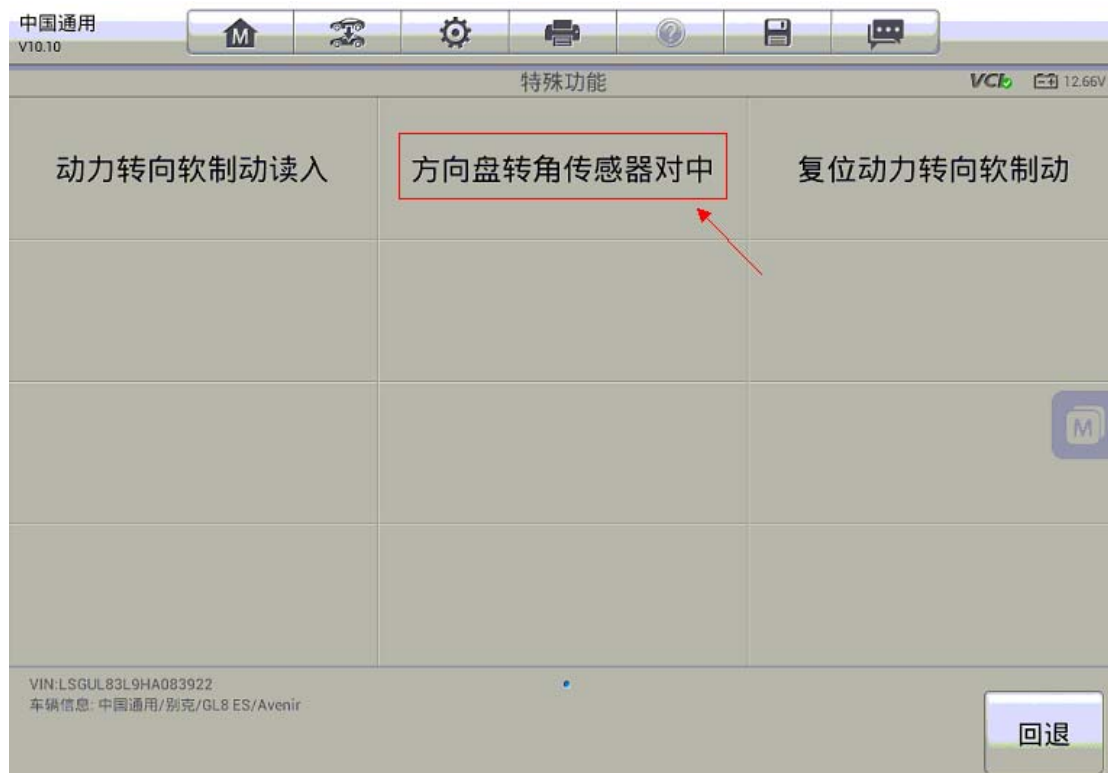 中国通用
V10.10
M
特殊功能
VCI
12.66V
动力转向软制动读入
方向盘转角传感器对中
复位动力转向软制动
M
VIN:LSGUL83L9HA083922
车辆信息: 中国通用/别克/GL8 ES/Avenir
回退